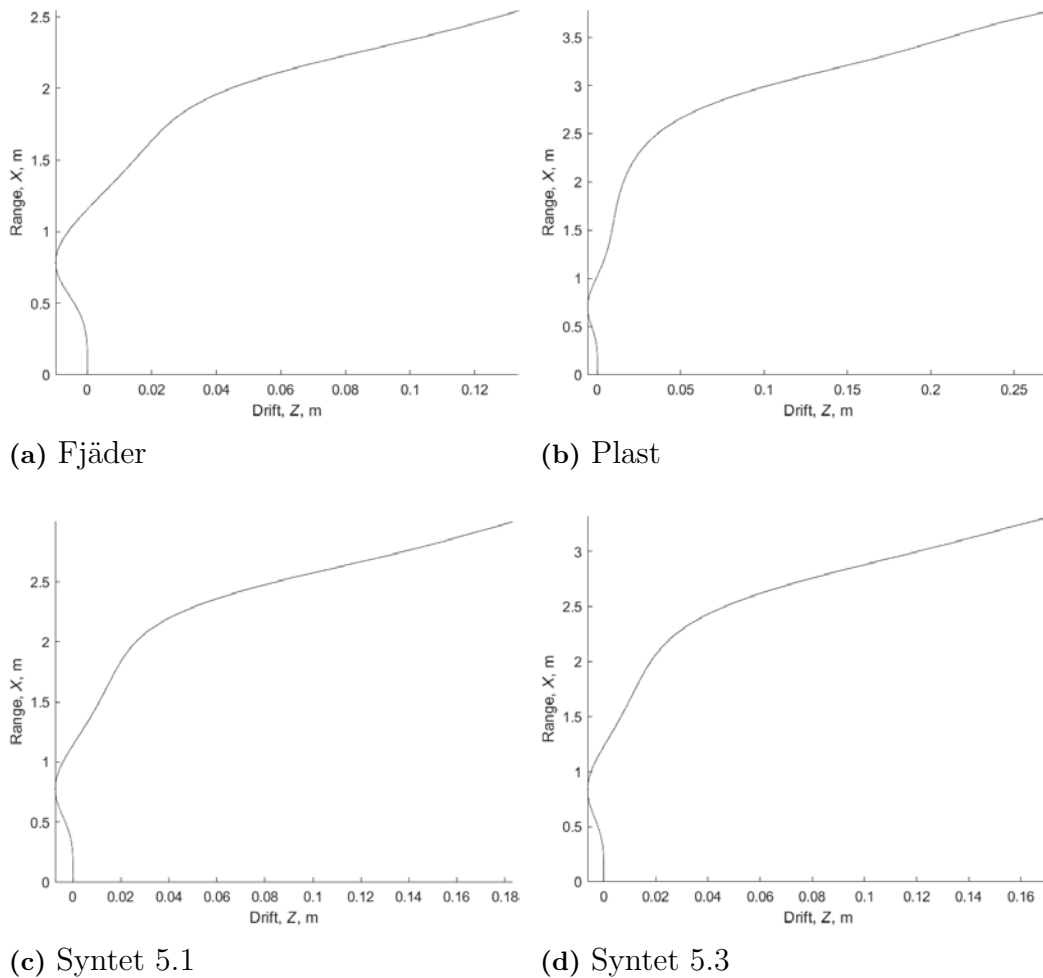 2.5
2
1.5
1
0.5
0
Range, X, m
0 0.02 0.04 0.06 0.08 0.1 0.12
Drift, Z, m
(a) Fjäder
3.5
3
2.5
2
1.5
1
0.5
0
Range, X, m
0 0.05 0.1 0.15 0.2 0.25
Drift, Z, m
(b) Plast
2.5
2
1.5
1
0.5
0
Range, X, m
0 0.02 0.04 0.06 0.08 0.1 0.12 0.14 0.16 0.18
Drift, Z, m
(c) Syntet 5.1
3
2.5
2
1.5
1
0.5
0
Range, X, m
0 0.02 0.04 0.06 0.08 0.1 0.12 0.14 0.16
Drift, Z, m
(d) Syntet 5.3